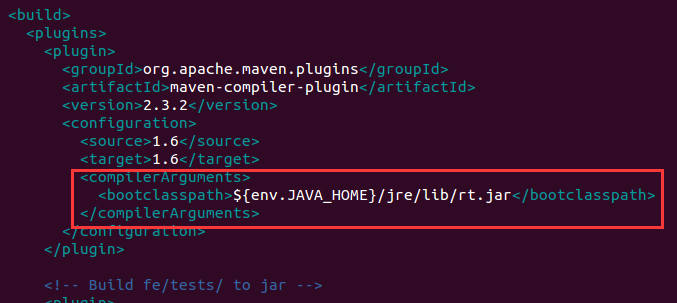 <build>
<plugins>
<plugin>
<groupId>org.apache.maven.plugins</groupId>
<artifactId>maven-compiler-plugin</artifactId>
<version>2.3.2</version>
<configuration>
<source>1.6</source>
<target>1.6</target>
<compilerArguments>
<bootclasspath>${env.JAVA_HOME}/jre/lib/rt.jar</bootclasspath>
</compilerArguments>
</configuration>
</plugin>
<!-- Build fe/tests/ to jar -->
<plugin>